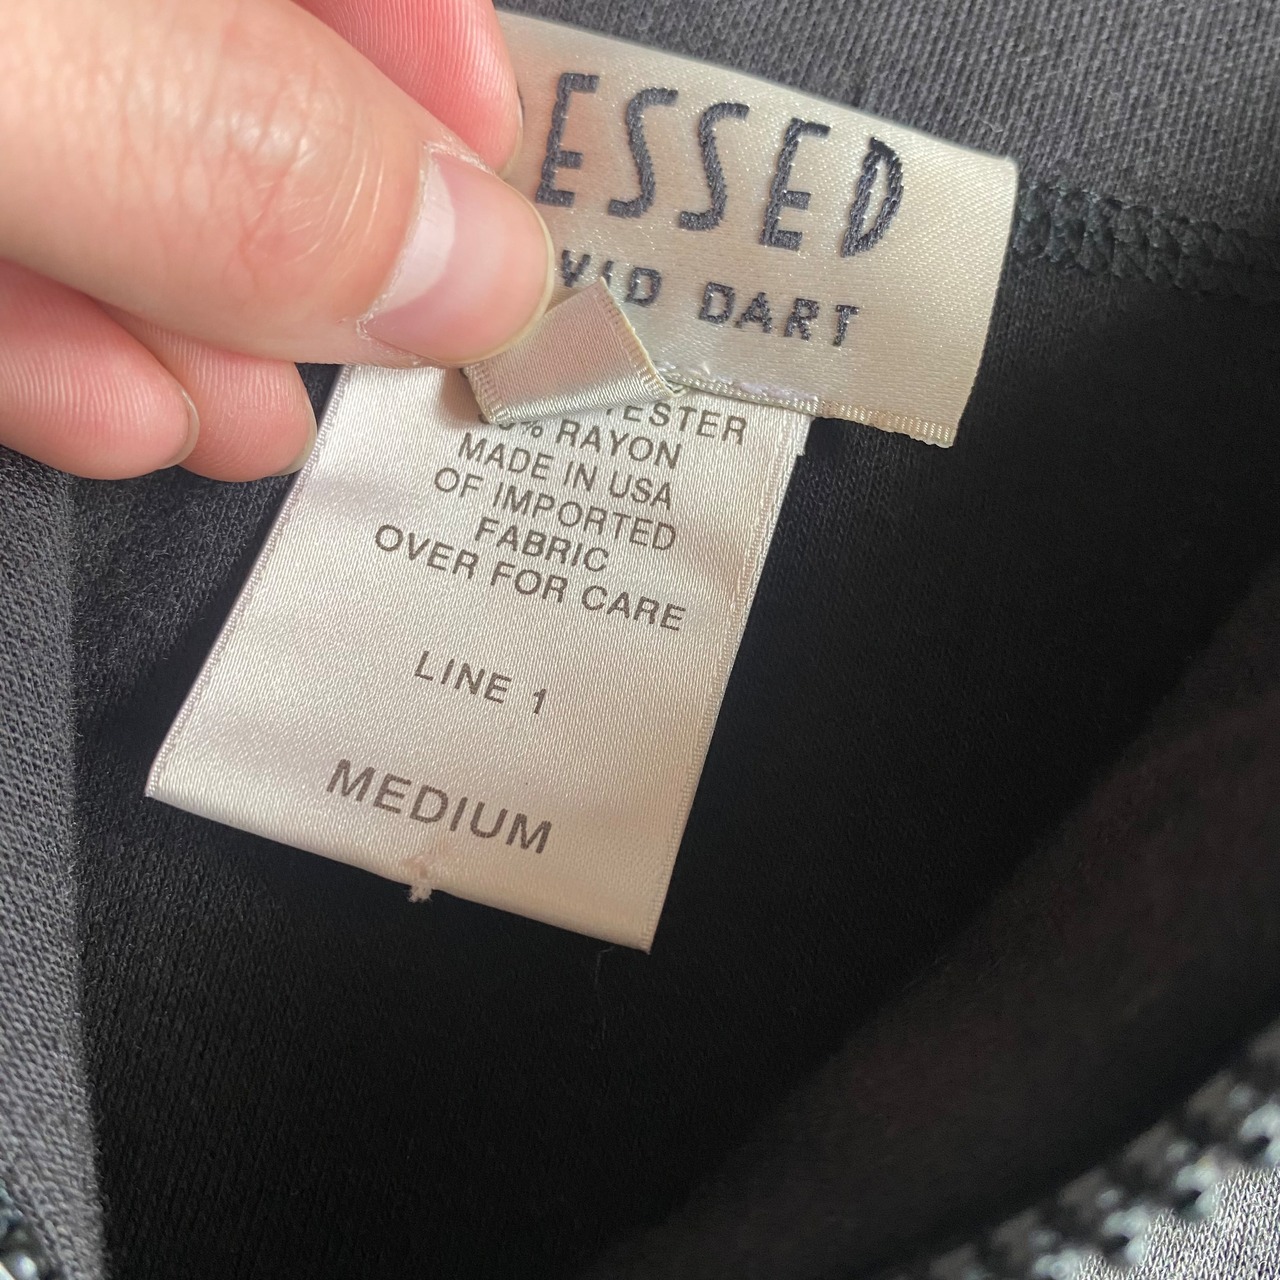 ESSED
VID DART
TESTER
% RAYON
MADE IN USA
OF IMPORTED
FABRIC
OVER FOR CARE
LINE 1
MEDIUM